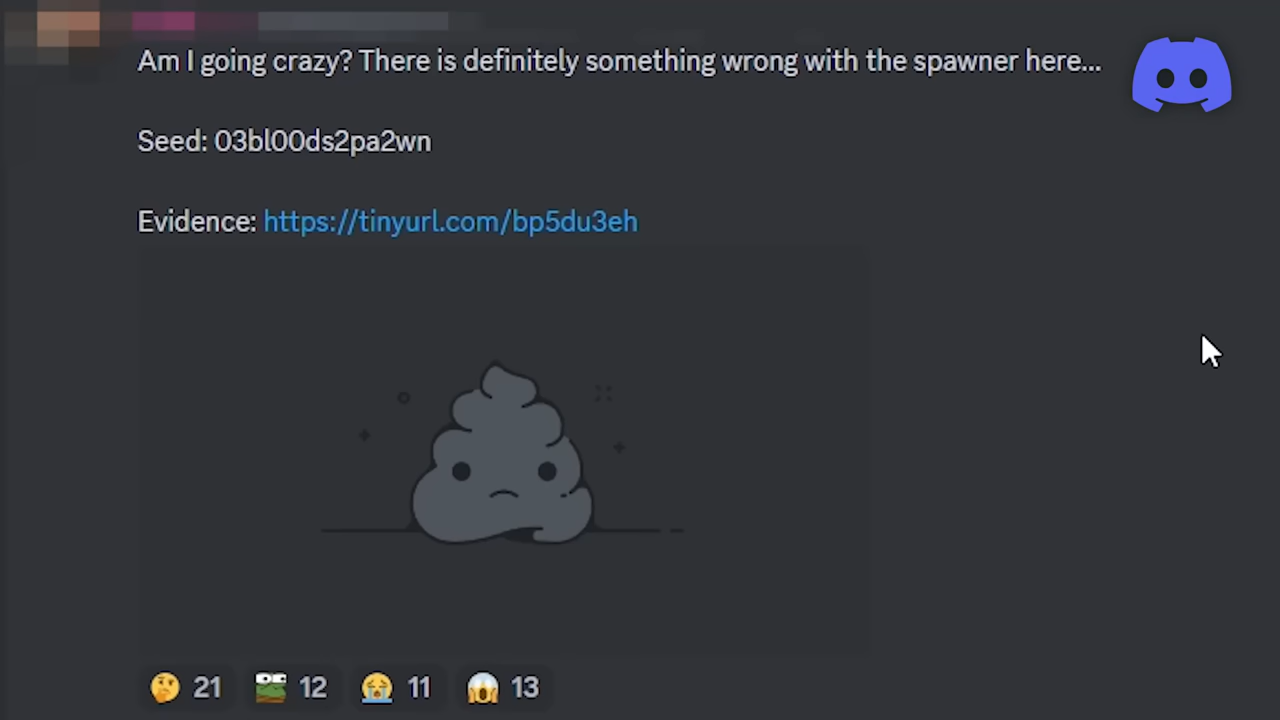 Am I going crazy? There is definitely something wrong with the spawner here...
Seed: 03bl00ds2pa2wn
Evidence: https://tinyurl.com/bp5du3eh
21 12 11 13